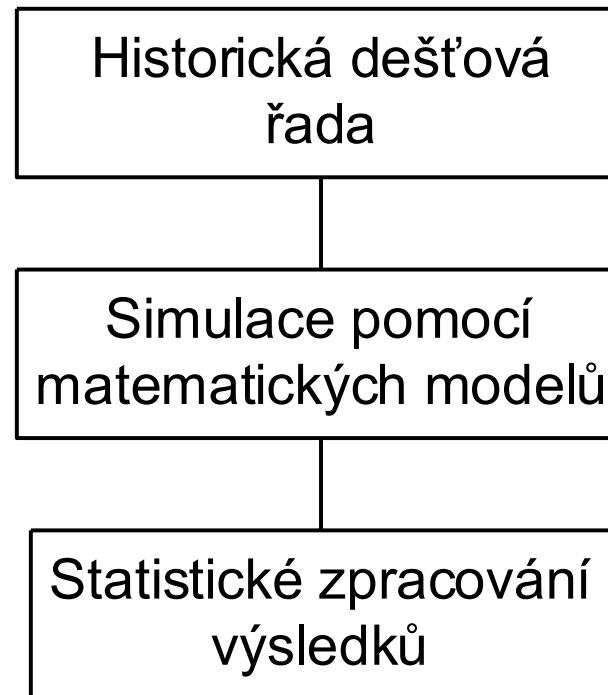 Historická dešťová
řada
Simulace pomocí
matematických modelů
Statistické zpracování
výsledků